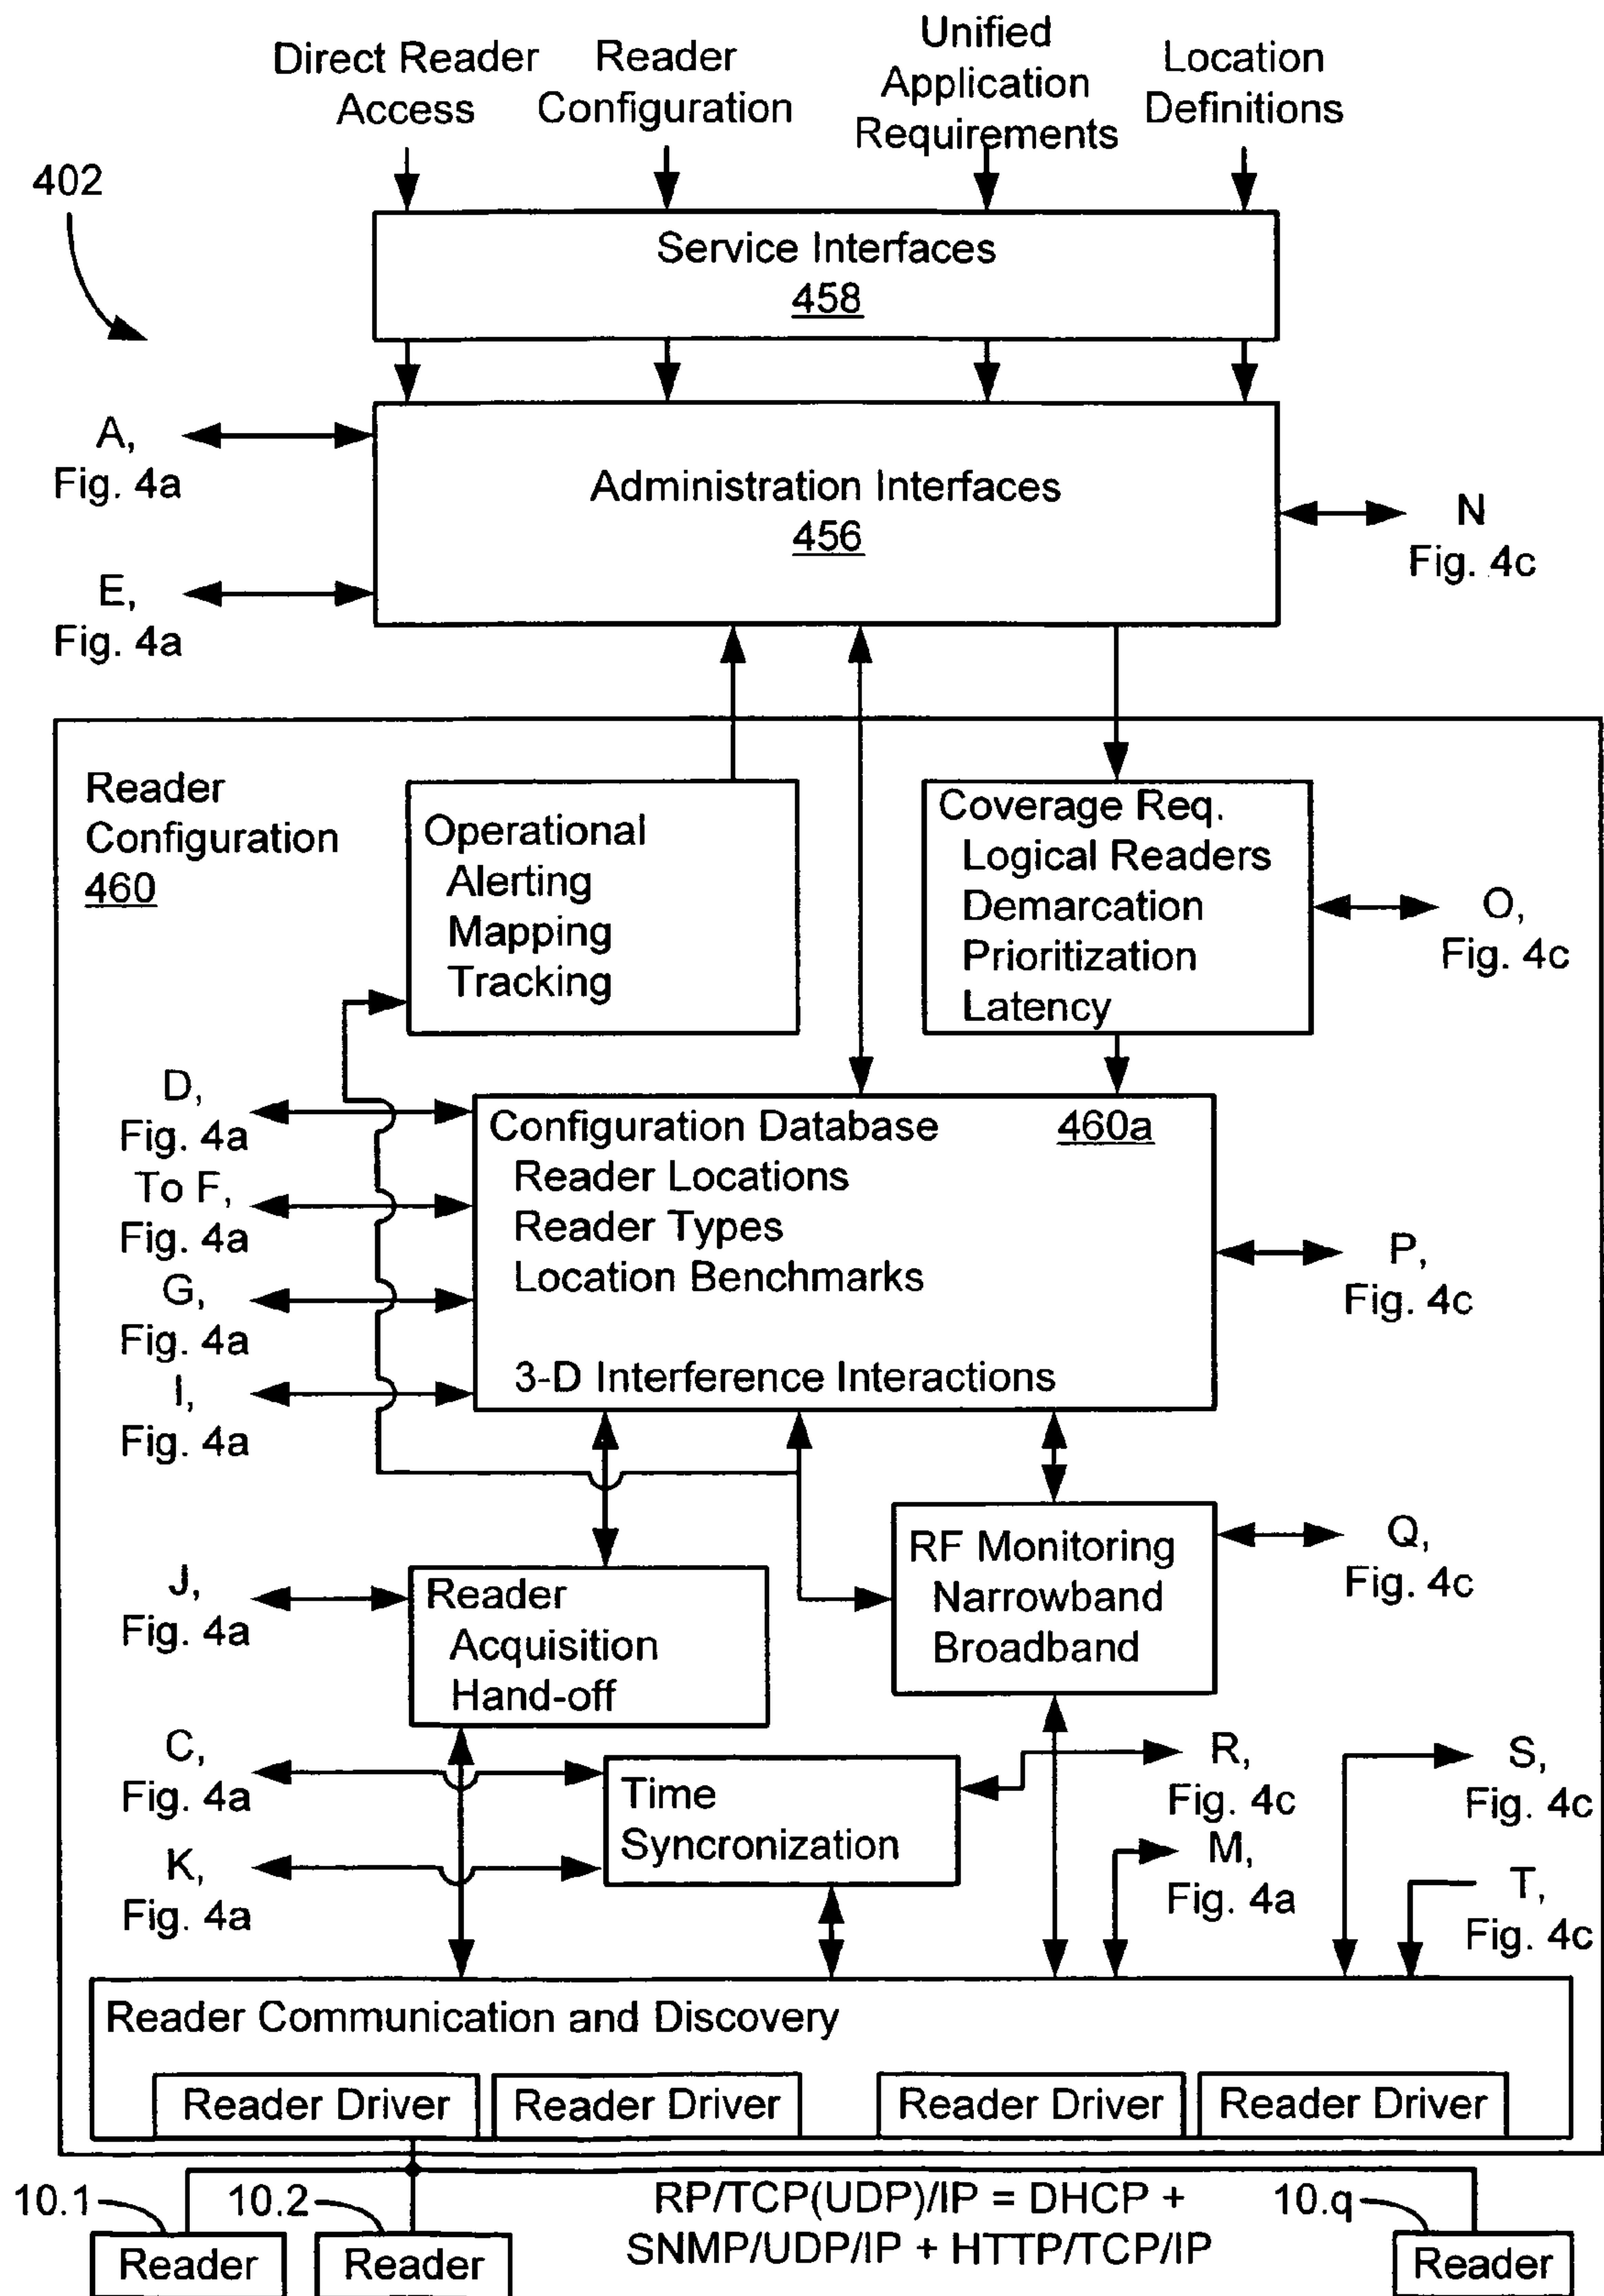 Direct Reader
Access
Reader
Configuration
Unified
Application
Requirements
Location
Definitions
402
Service Interfaces
458
A,
Fig. 4a
Administration Interfaces
456
N
Fig. 4c
E,
Fig. 4a
Reader
Configuration
460
Operational
Alerting
Mapping
Tracking
Coverage Req.
Logical Readers
Demarcation
Prioritization
Latency
O,
Fig. 4c
D,
Fig. 4a
To F,
Fig. 4a
G,
Fig. 4a
I,
Fig. 4a
Configuration Database 460a
Reader Locations
Reader Types
Location Benchmarks
3-D Interference Interactions
P,
Fig. 4c
J,
Fig. 4a
Reader
Acquisition
Hand-off
RF Monitoring
Narrowband
Broadband
Q,
Fig. 4c
C,
Fig. 4a
K,
Fig. 4a
Time
Syncronization
R,
Fig. 4c
M,
Fig. 4a
S,
Fig. 4c
T,
Fig. 4c
Reader Communication and Discovery
Reader Driver
Reader Driver
Reader Driver
Reader Driver
10.1
10.2
RP/TCP(UDP)/IP = DHCP +
SNMP/UDP/IP + HTTP/TCP/IP
10.q
Reader
Reader
Reader